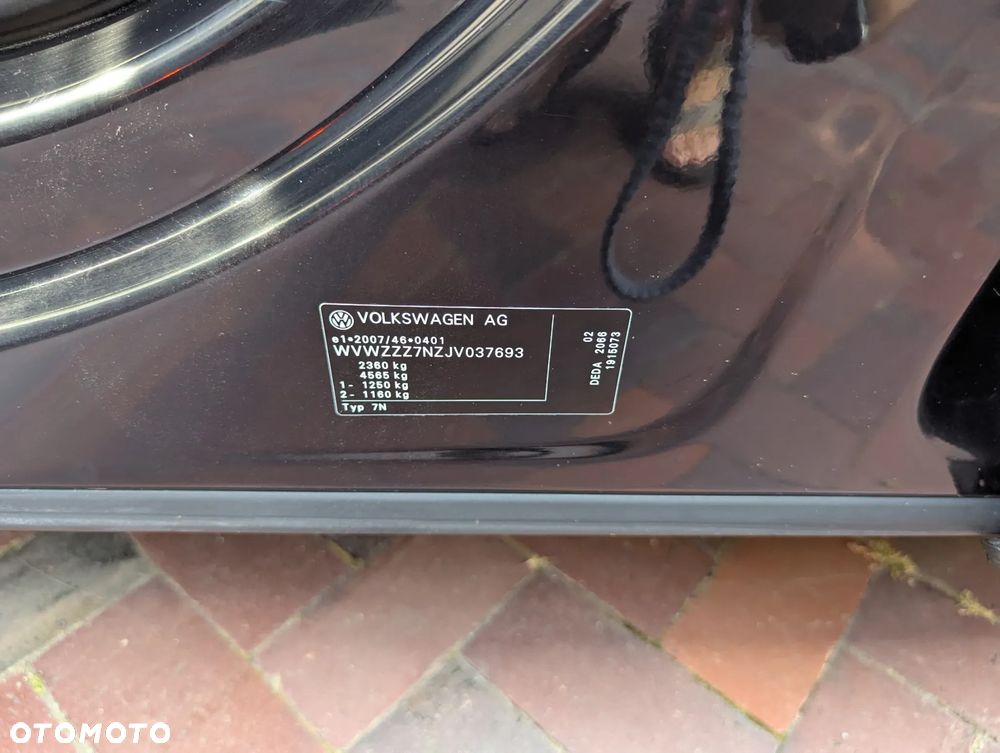 VOLKSWAGEN AG
e1*2007/46*0401
WVWZZZ7NZJV037693
2360 kg
4565 kg
1- 1250 kg
2- 1160 kg
Typ 7N
02
DEDA 2066
1915073
OTOMOTO